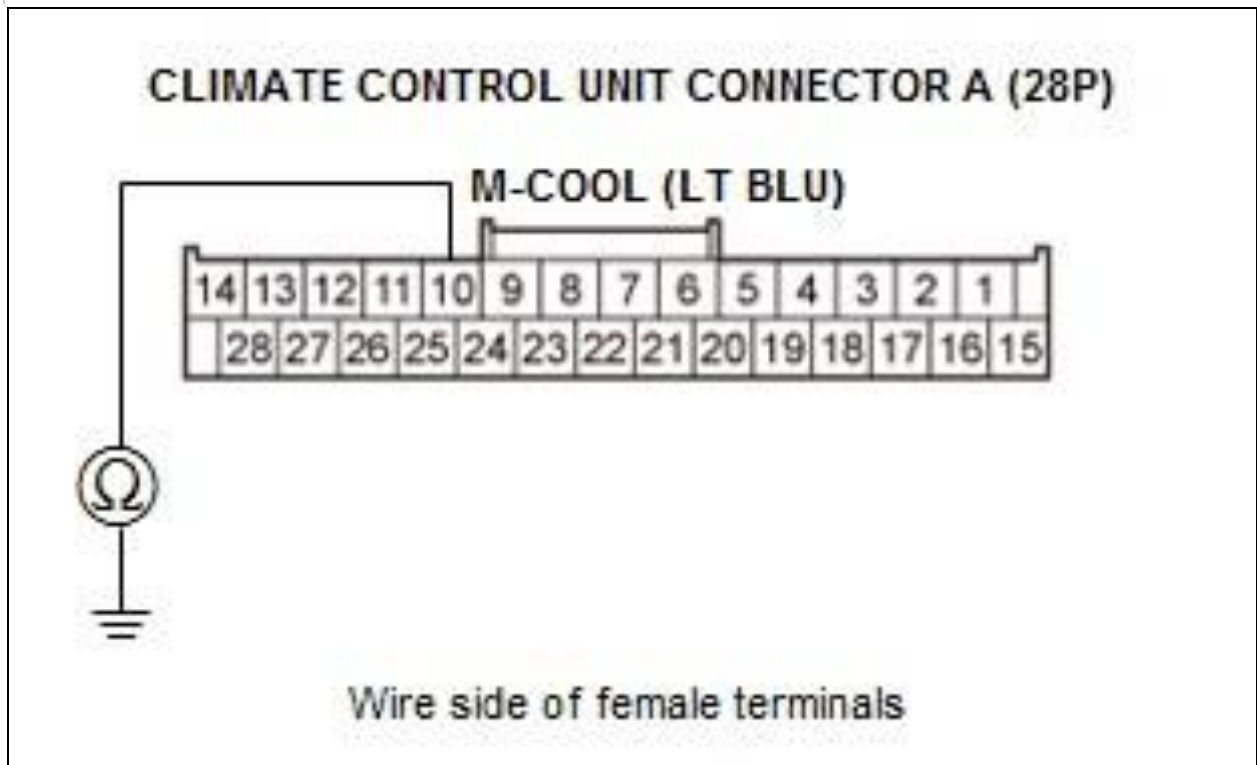 CLIMATE CONTROL UNIT CONNECTOR A (28P)
M-COOL (LT BLU)
14 13 12 11 10 9 8 7 6 5 4 3 2 1
28 27 26 25 24 23 22 21 20 19 18 17 16 15
Ω
Wire side of female terminals